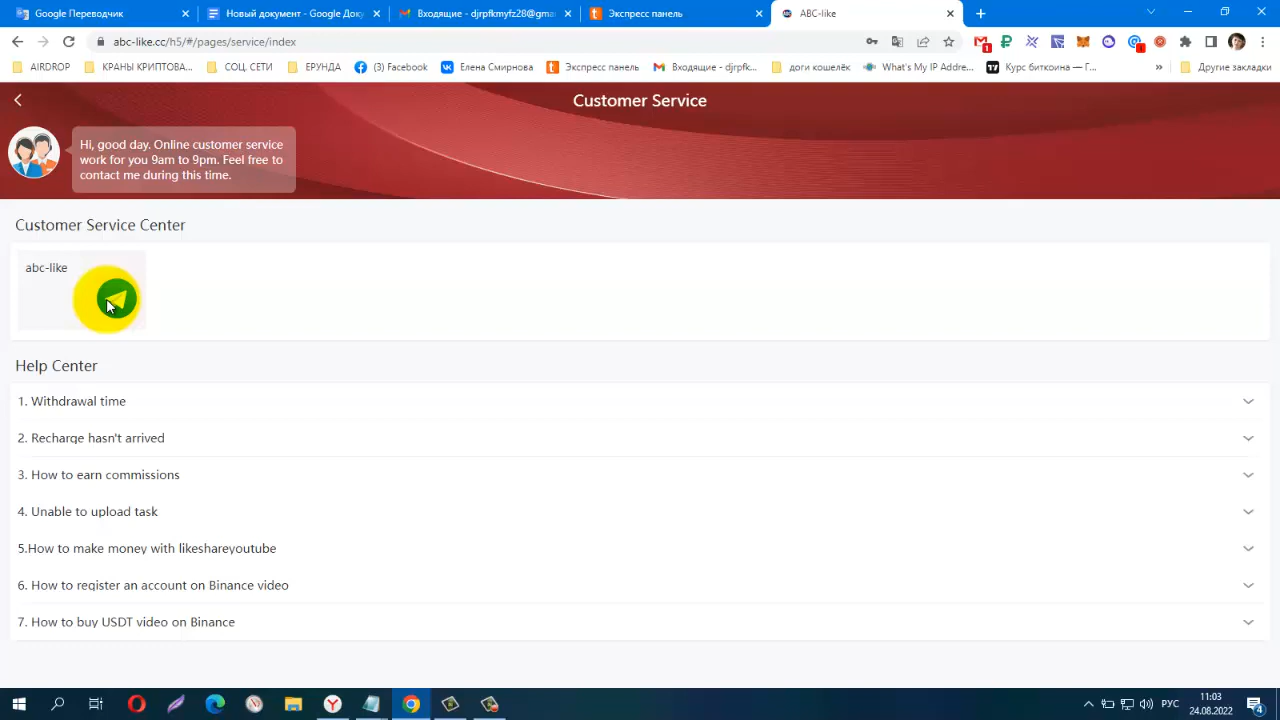 Google Переводчик
Новый документ - Google Доку
Входящие - djrpfkmyfz28@gma
Экспресс панель
ABC-like
abc-like.cc/h5/#/pages/service/index
AIRDROP
КРАНЫ КРИПТОВА...
СОЦ. СЕТИ
ЕРУНДА
(3) Facebook
Елена Смирнова
Экспресс панель
Входящие - djrpfk...
доги кошелёк
What's My IP Addre...
Курс биткоина — Г...
»
Другие закладки
Customer Service
Hi, good day. Online customer service
work for you 9am to 9pm. Feel free to
contact me during this time.
Customer Service Center
abc-like
Help Center
1. Withdrawal time
2. Recharge hasn't arrived
3. How to earn commissions
4. Unable to upload task
5.How to make money with likeshareyoutube
6. How to register an account on Binance video
7. How to buy USDT video on Binance
РУС
11:03
24.08.2022
4